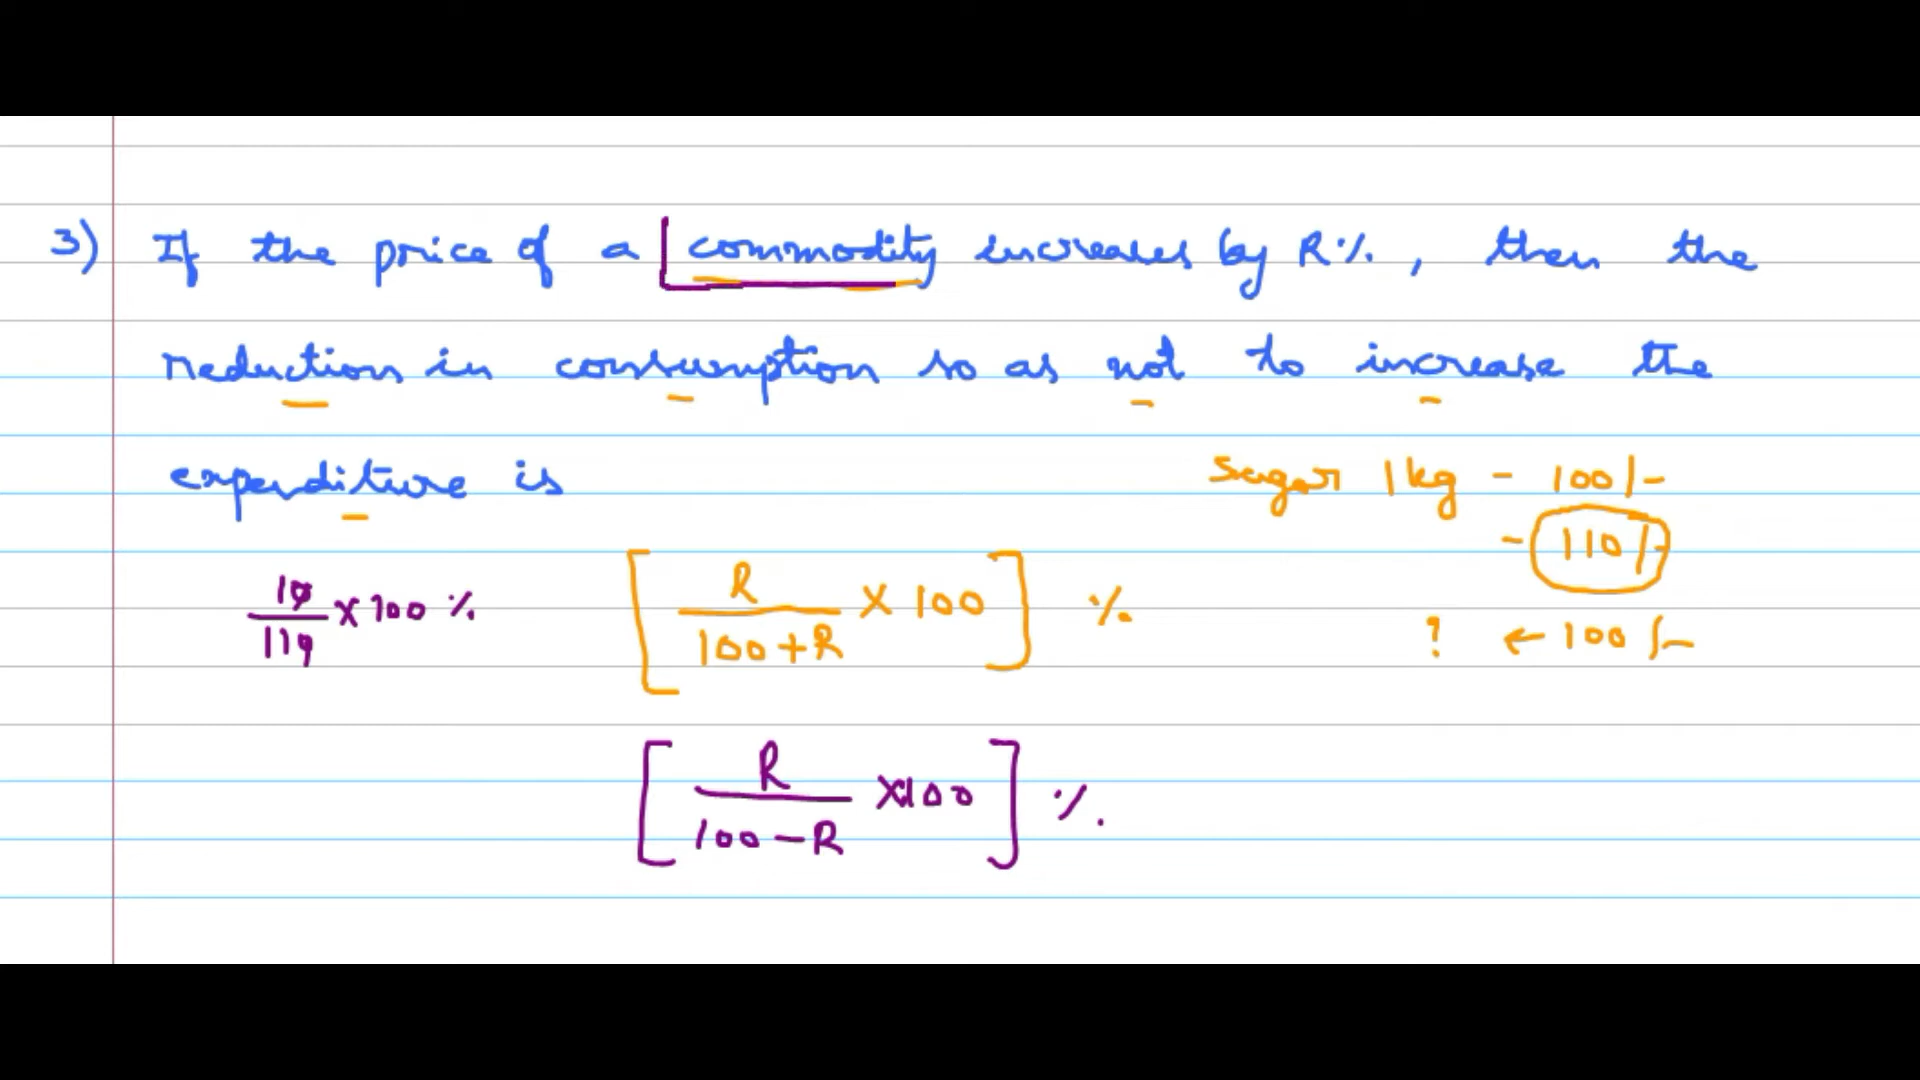 3) If the price of a commodity increases by R%, then the
reduction in consumption so as not to increase the
expenditure is
sugar 1kg - 100/-
- 110/-
? ← 100/-
10/110 × 100 %
[R/(100+R) × 100] %
[R/(100-R) ×100] %.